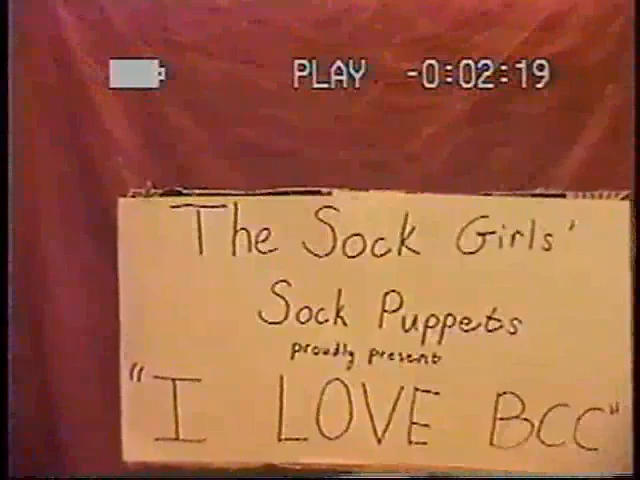 PLAY -0:02:19
The Sock Girls'
Sock Puppets
proudly present
"I LOVE BCC"